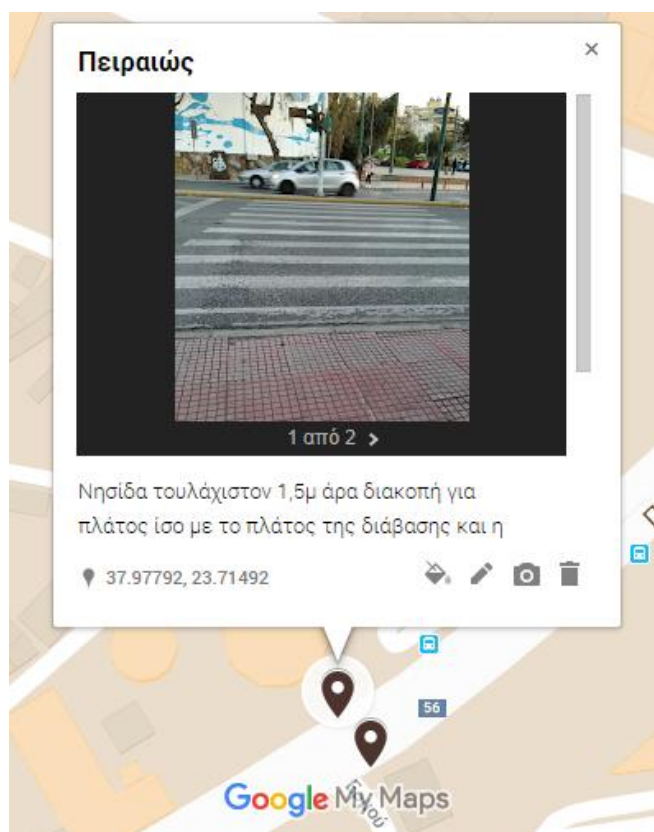 Πειραιώς
1 από 2
Νησίδα τουλάχιστον 1,5μ άρα διακοπή για
πλάτος ίσο με το πλάτος της διάβασης και η
37.97792, 23.71492
56
Google My Maps